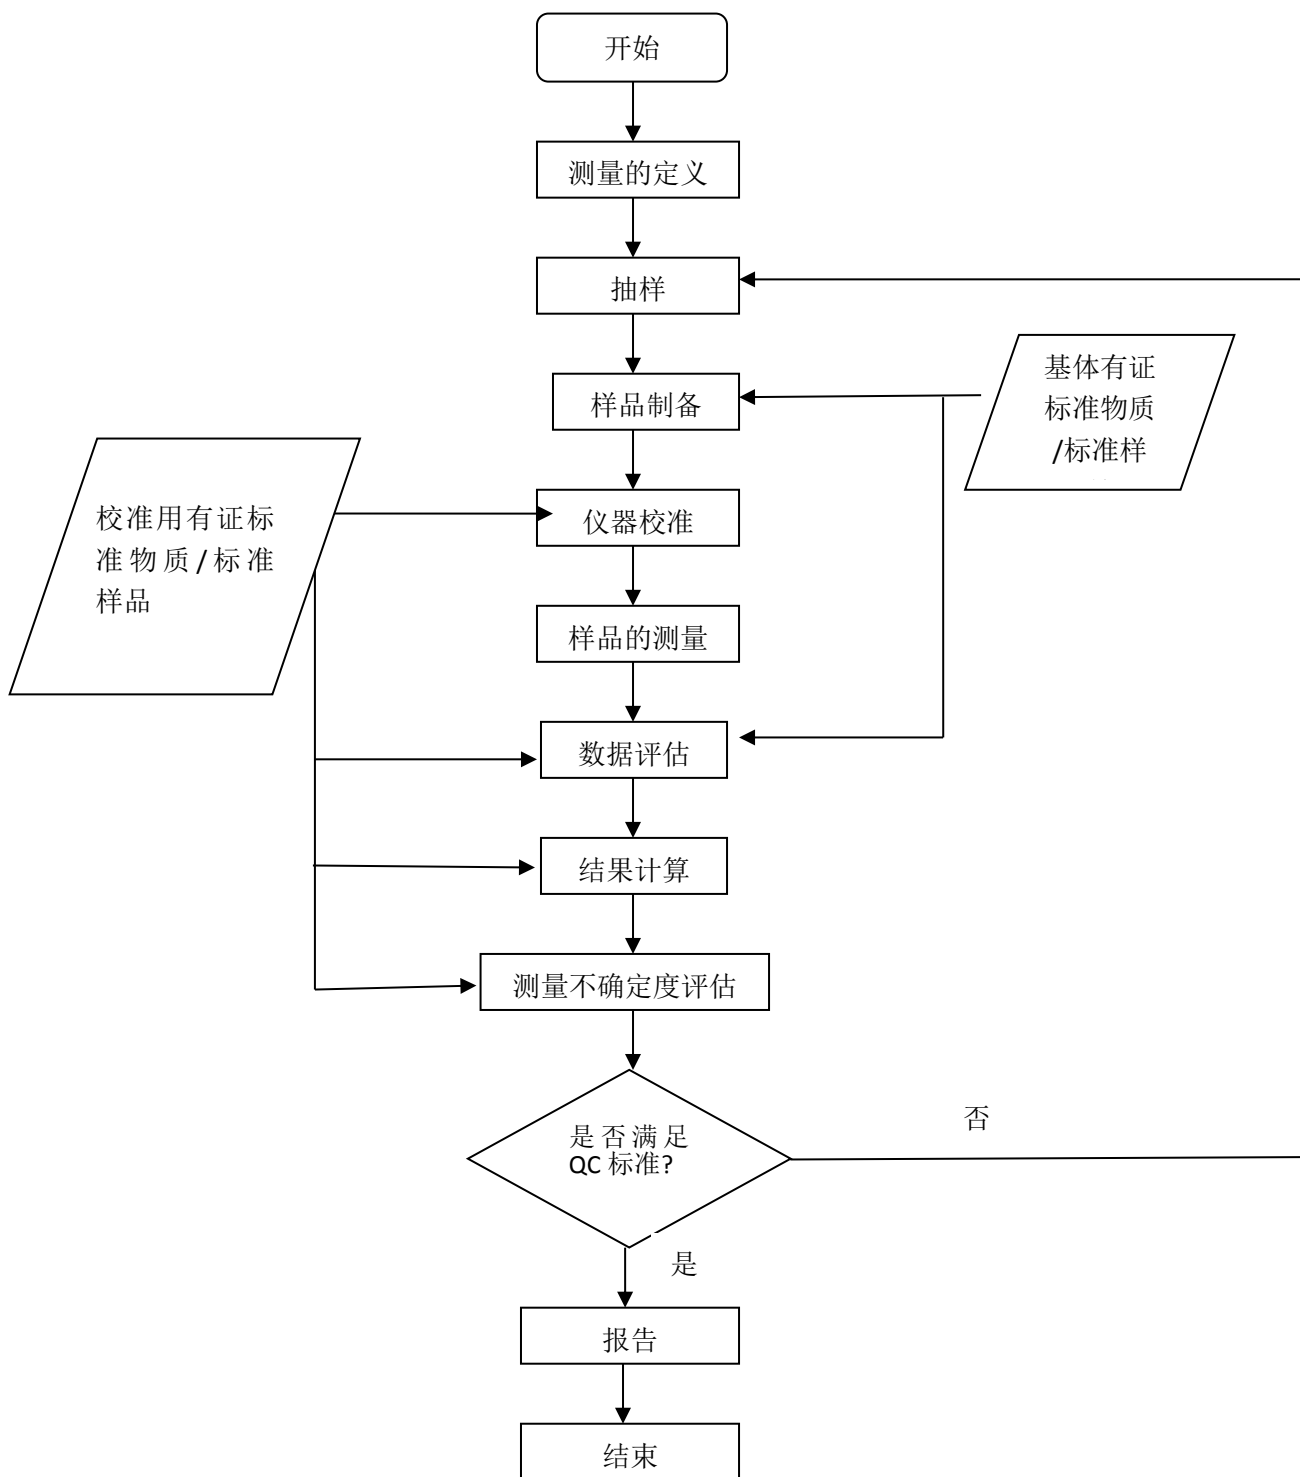 开始
测量的定义
抽样
基体有证
标准物质
/标准样
样品制备
校准用有证标
准物质/标准
样品
仪器校准
样品的测量
数据评估
结果计算
测量不确定度评估
是否满足
QC 标准?
否
是
报告
结束